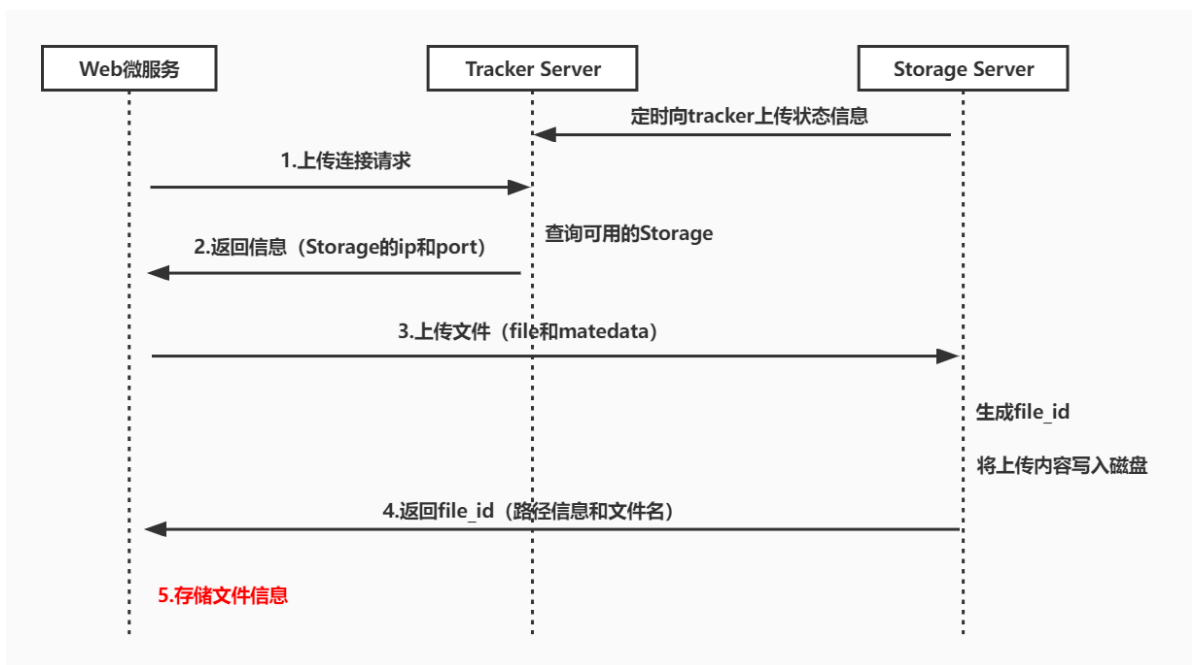 Web微服务
Tracker Server
Storage Server
定时向tracker上传状态信息
1.上传连接请求
查询可用的Storage
2.返回信息（Storage的ip和port）
3.上传文件（file和matedata）
生成file_id
将上传内容写入磁盘
4.返回file_id（路径信息和文件名）
5.存储文件信息